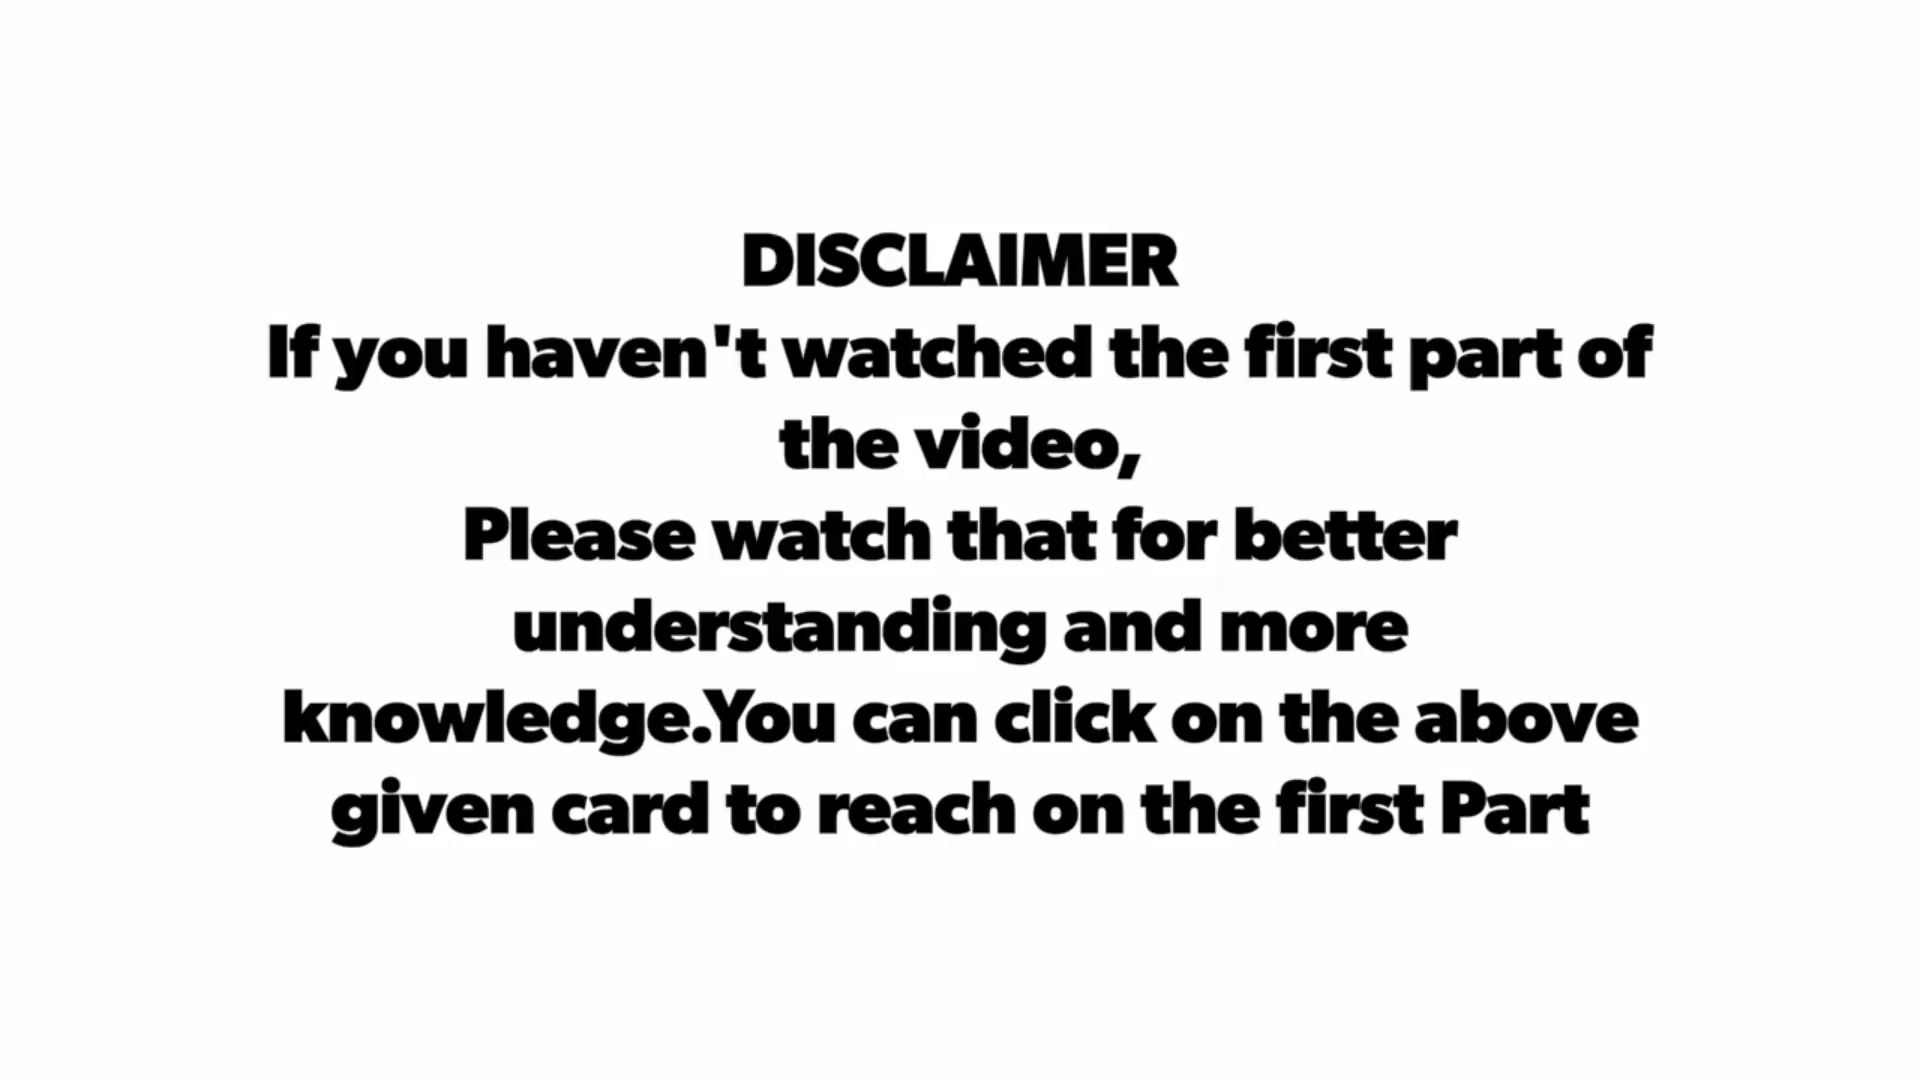 DISCLAIMER
If you haven't watched the first part of
the video,
Please watch that for better
understanding and more
knowledge.You can click on the above
given card to reach on the first Part